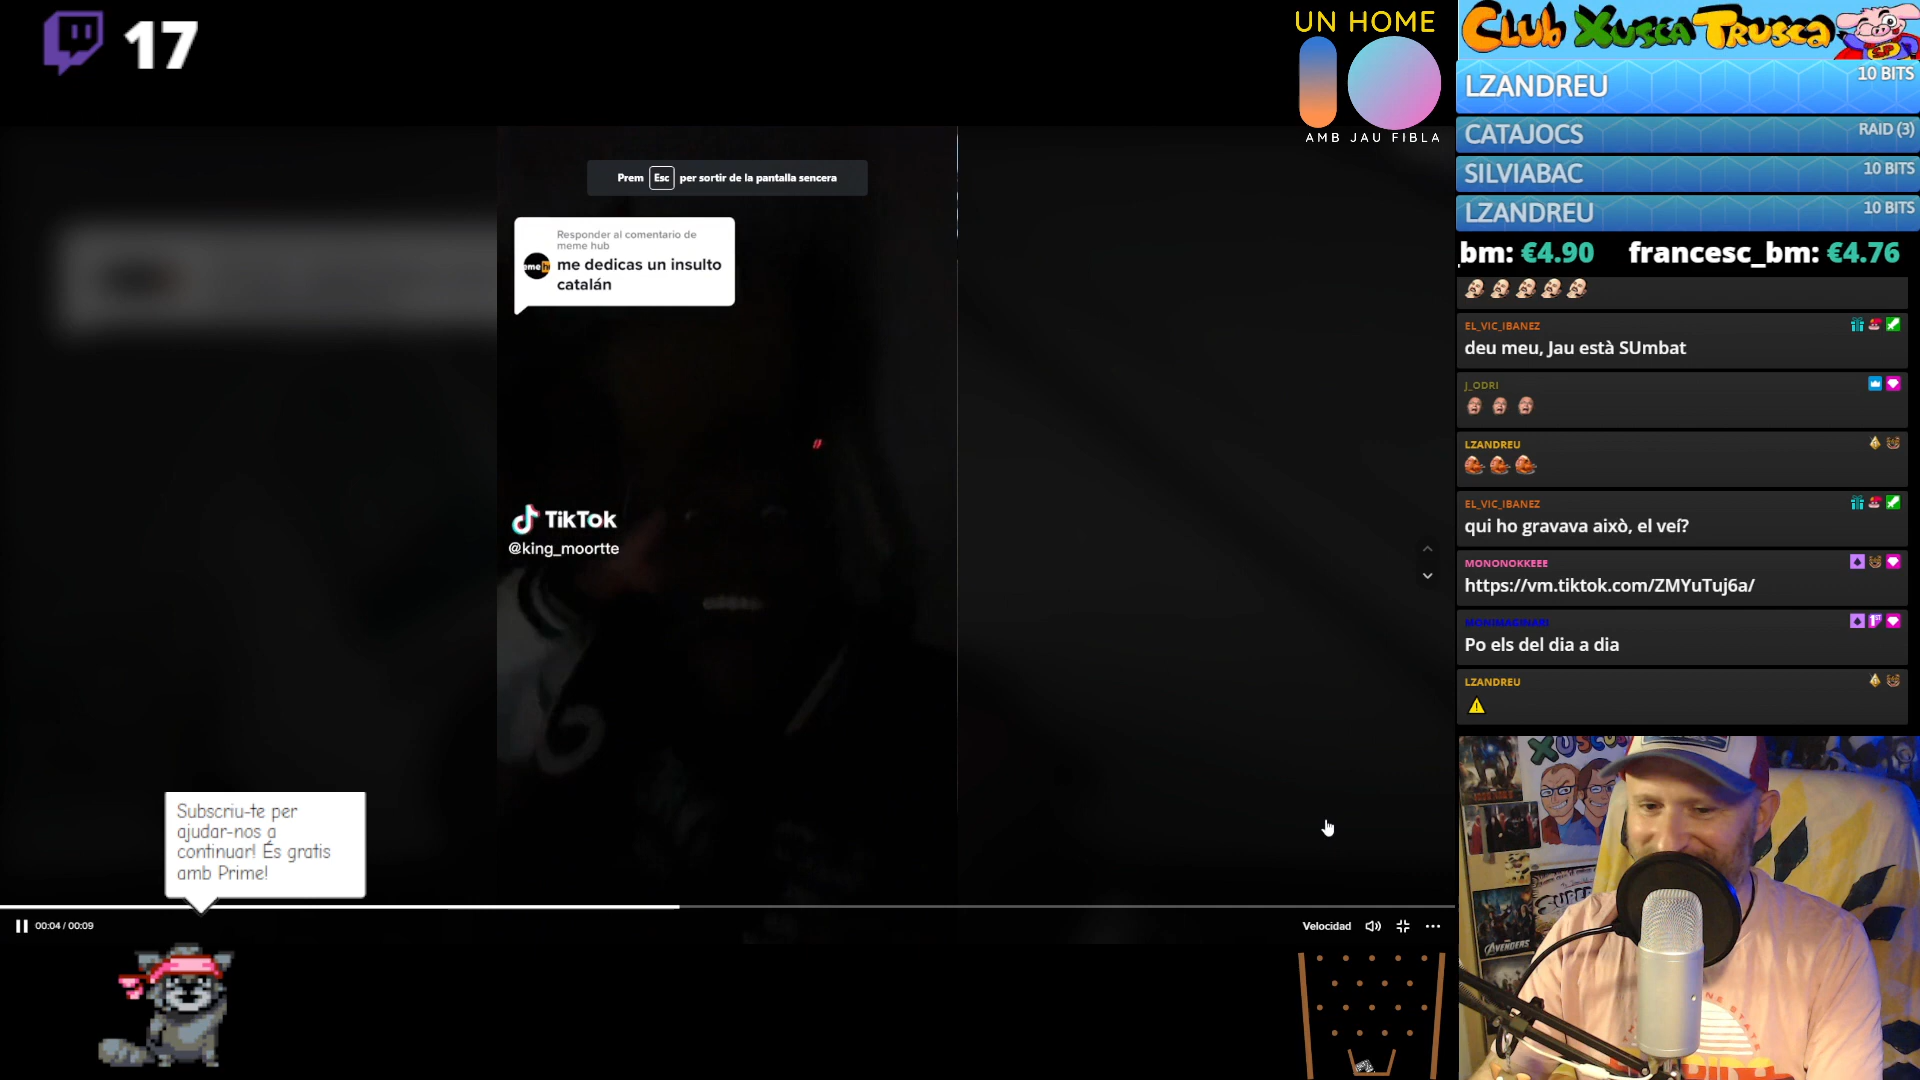 17
UN HOME
AMB JAU FIBLA
Club Xusca Trusca
SP
LZANDREU
10 BITS
CATAJOCS
RAID (3)
SILVIABAC
10 BITS
LZANDREU
10 BITS
bm: €4.90 francesc_bm: €4.76
EL_VIC_IBANEZ
deu meu, Jau està SUmbat
J_ODRI
LZANDREU
EL_VIC_IBANEZ
qui ho gravava això, el veí?
MONONOKKEEE
https://vm.tiktok.com/ZMYuTuj6a/
MONIMAGINARI
Po els del dia a dia
LZANDREU
Prem Esc per sortir de la pantalla sencera
Responder al comentario de
meme hub
me dedicas un insulto
catalán
TikTok
@king_moortte
Subscriu-te per
ajudar-nos a
continuar! És gratis
amb Prime!
00:04 / 00:09
Velocidad
AVENGERS